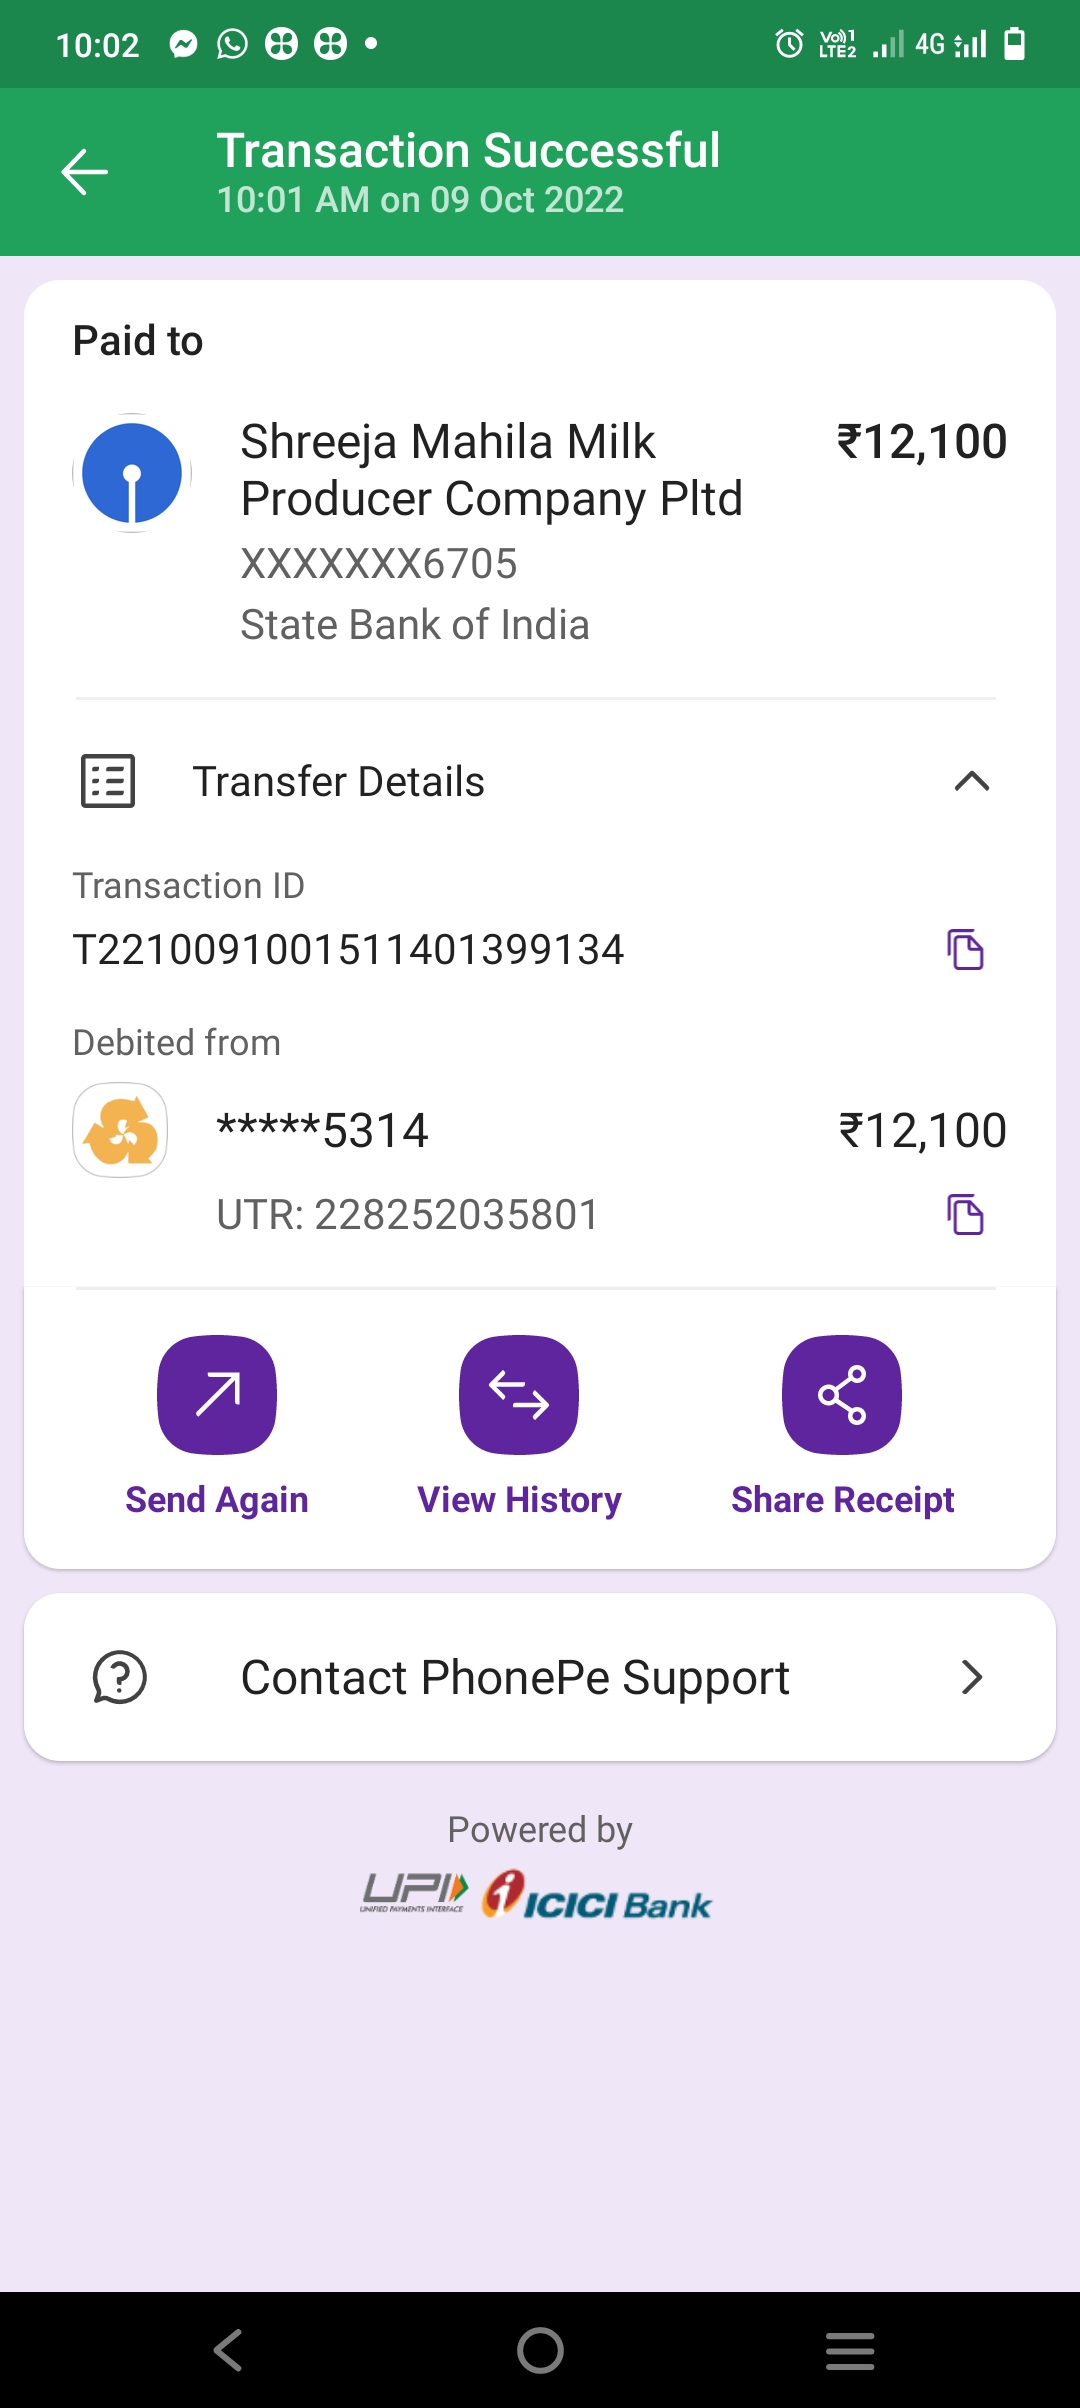 10:02
Vo)) 1
LTE2
4G
Transaction Successful
10:01 AM on 09 Oct 2022
Paid to
Shreeja Mahila Milk
Producer Company Pltd
₹12,100
XXXXXXX6705
State Bank of India
Transfer Details
Transaction ID
T2210091001511401399134
Debited from
*****5314
₹12,100
UTR: 228252035801
Send Again
View History
Share Receipt
Contact PhonePe Support
Powered by
UPI
UNIFIED PAYMENTS INTERFACE
ICICI Bank